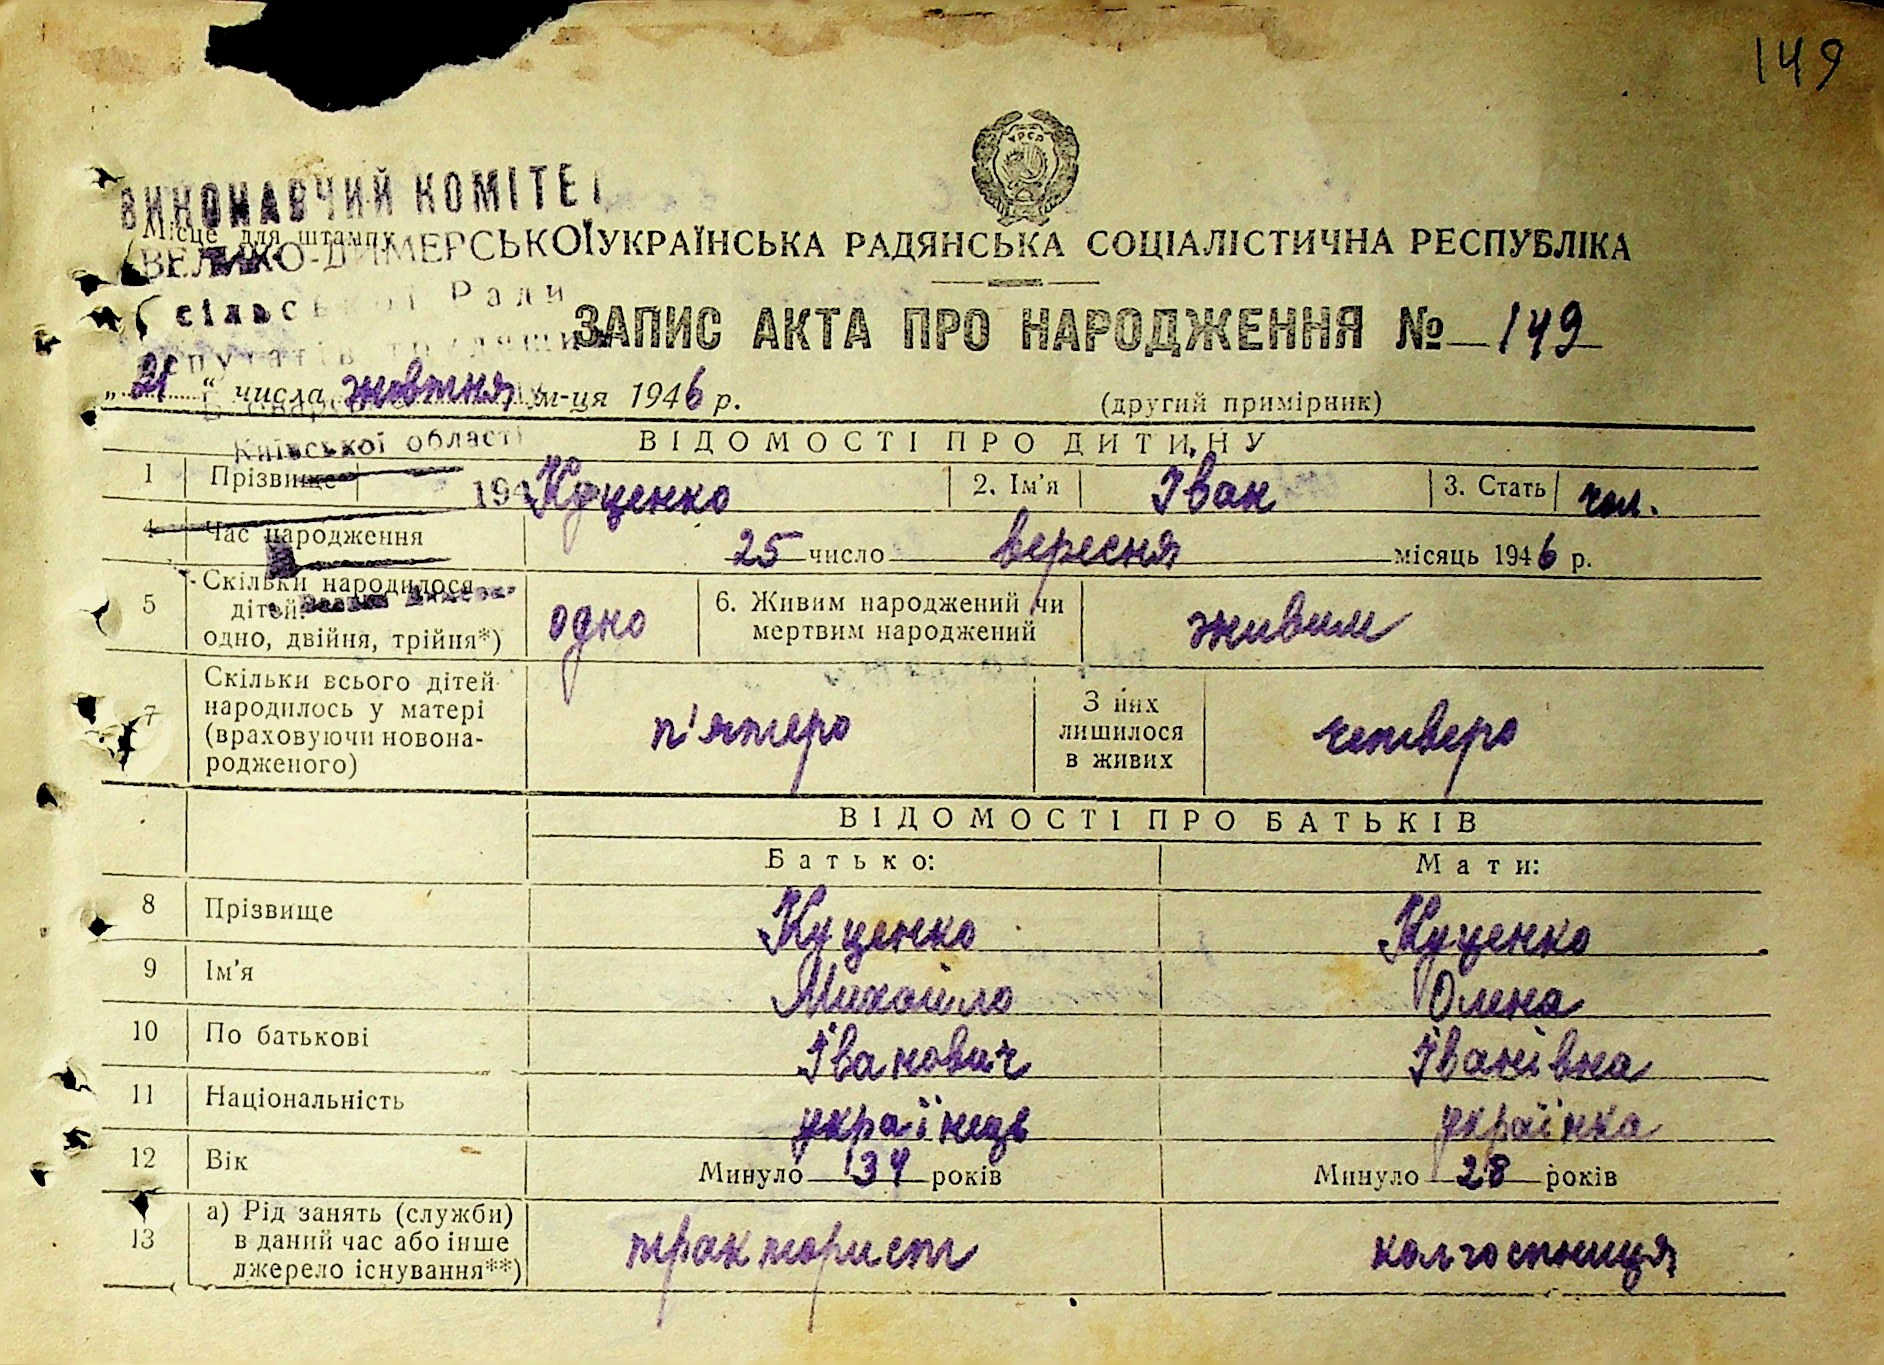 149
УРСР
ВИКОНАВЧИЙ КОМІТЕТ
Місце для штампу
ВЕЛИКО-ДИМЕРСЬКОЇ
сільської Ради
Київської області
194
УКРАЇНСЬКА РАДЯНСЬКА СОЦІАЛІСТИЧНА РЕСПУБЛІКА
ЗАПИС АКТА ПРО НАРОДЖЕННЯ № 149
„21“ числа жовтня м-ця 1946 р.
(другий примірник)
ВІДОМОСТІ ПРО ДИТИНУ
1 Прізвище Куценко 2. Ім'я Іван 3. Стать чол.
4 Час народження 25 число вересня місяць 1946 р.
5 Скільки народилося
дітей:
одно, двійня, трійня*) одно
6. Живим народжений чи
мертвим народжений живим
7 Скільки всього дітей
народилось у матері
(враховуючи новона-
родженого) п'ятеро
З них
лишилося
в живих четверо
ВІДОМОСТІ ПРО БАТЬКІВ
Батько: Мати:
8 Прізвище Куценко Куценко
9 Ім'я Михайло Олена
10 По батькові Іванович Іванівна
11 Національність українець українка
12 Вік Минуло 34 років Минуло 28 років
13 а) Рід занять (служби)
в даний час або інше
джерело існування**) тракторист колгоспниця